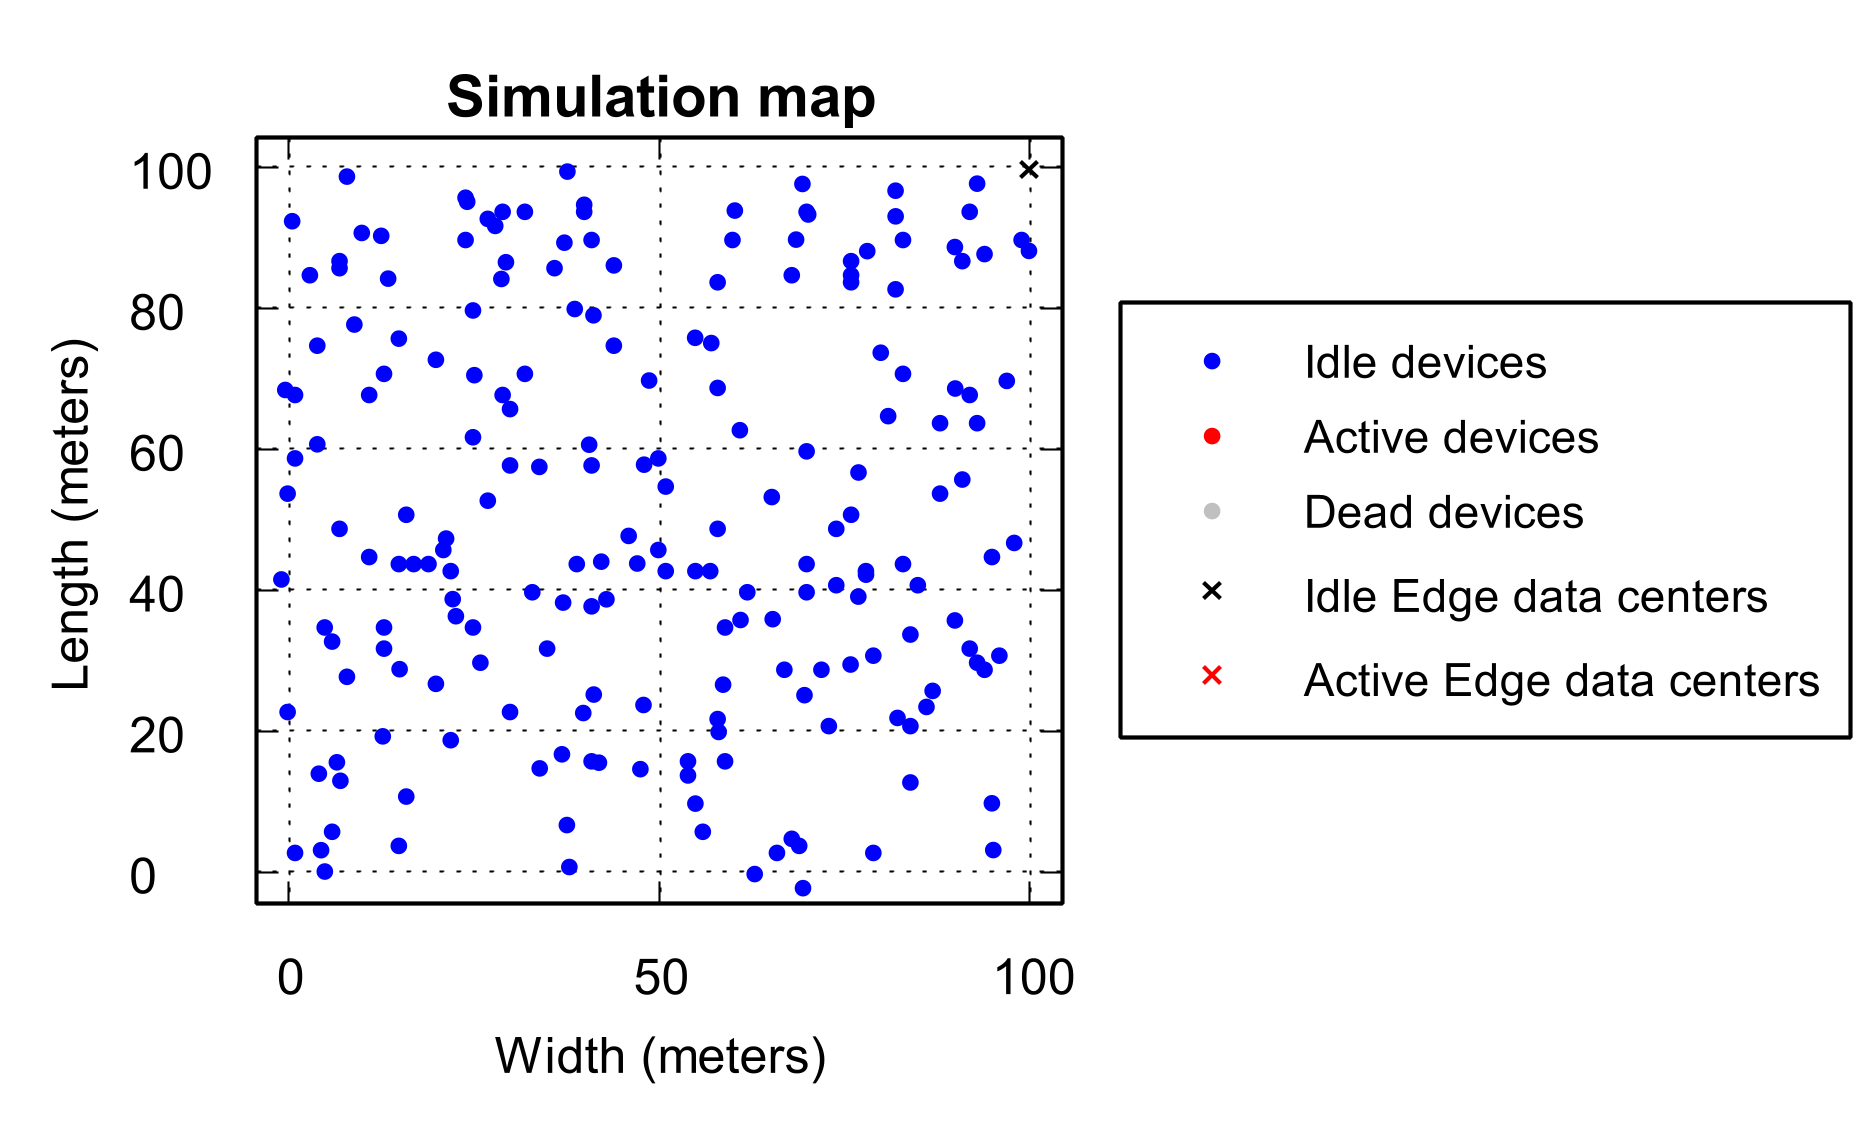 Simulation map
100
80
60
40
20
0
Length (meters)
0 50 100
Width (meters)
Idle devices
Active devices
Dead devices
Idle Edge data centers
Active Edge data centers